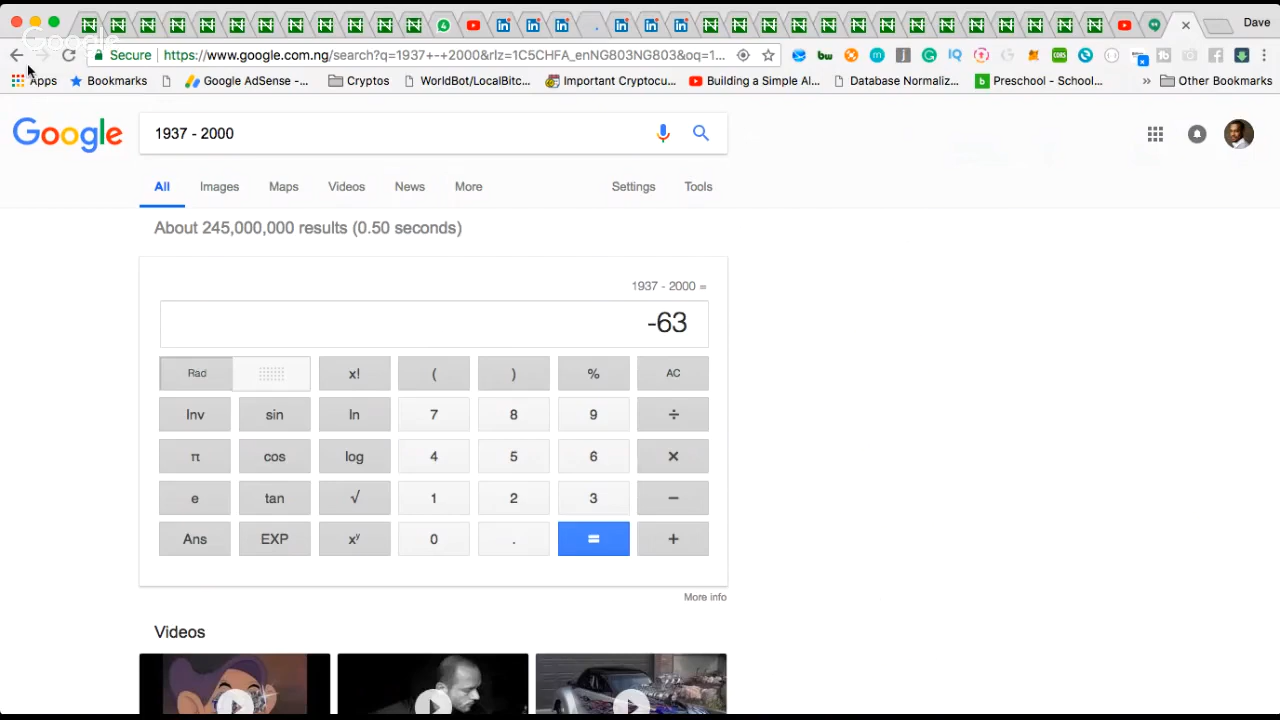 4
Dave
Google
Secure
https://www.google.com.ng/search?q=1937+-+2000&rlz=1C5CHFA_enNG803NG803&oq=1...
Apps
Bookmarks
Google AdSense -...
Cryptos
Workbot/LocalBitc...
Important Cryptocu...
Building a Simple Al...
Database Normaliz...
b
Preschool - School...
»
Other Bookmarks
Google
1937 - 2000
All Images Maps Videos News More Settings Tools
About 245,000,000 results (0.50 seconds)
1937 - 2000 =
-63
Rad x! ( ) % AC
Inv sin ln 7 8 9 ÷
π cos log 4 5 6 ×
e tan √ 1 2 3 −
Ans EXP xʸ 0 . = +
More info
Videos